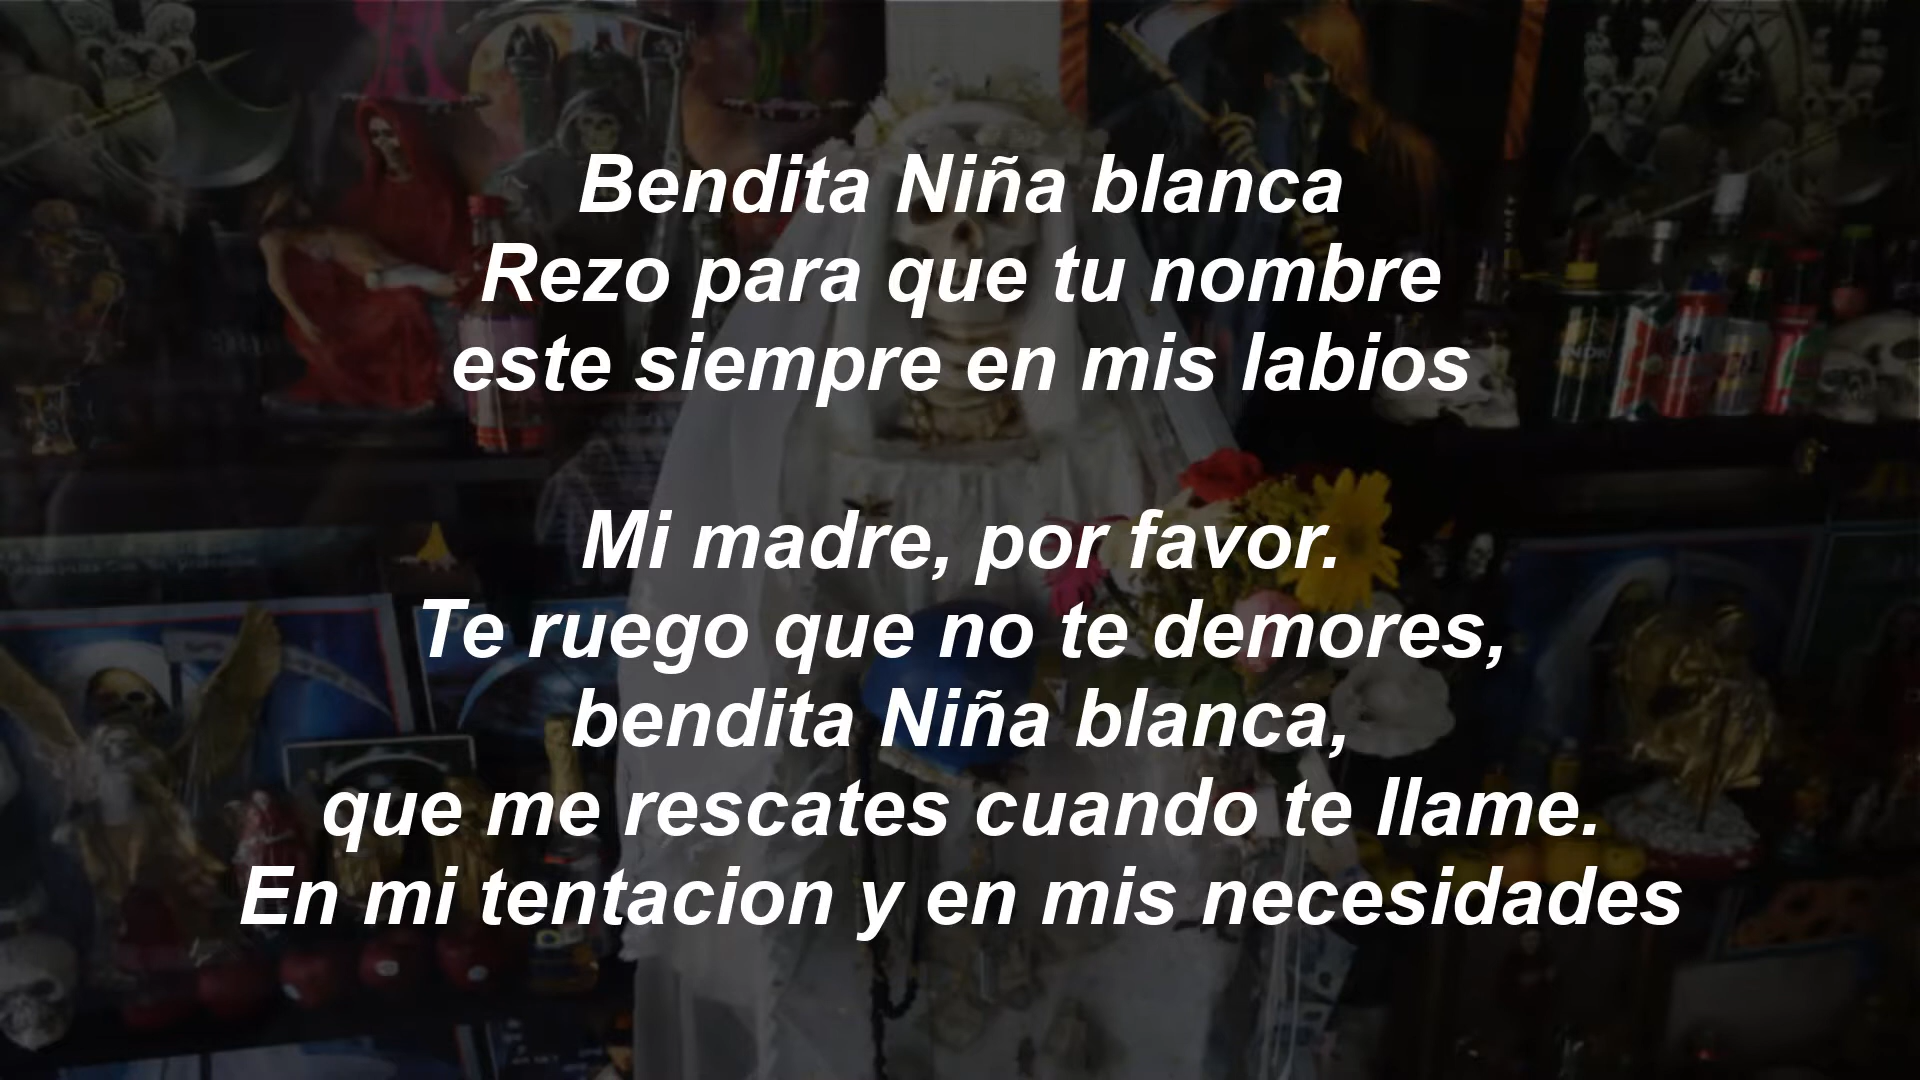 Bendita Niña blanca
Rezo para que tu nombre
este siempre en mis labios
Mi madre, por favor.
Te ruego que no te demores,
bendita Niña blanca,
que me rescates cuando te llame.
En mi tentacion y en mis necesidades